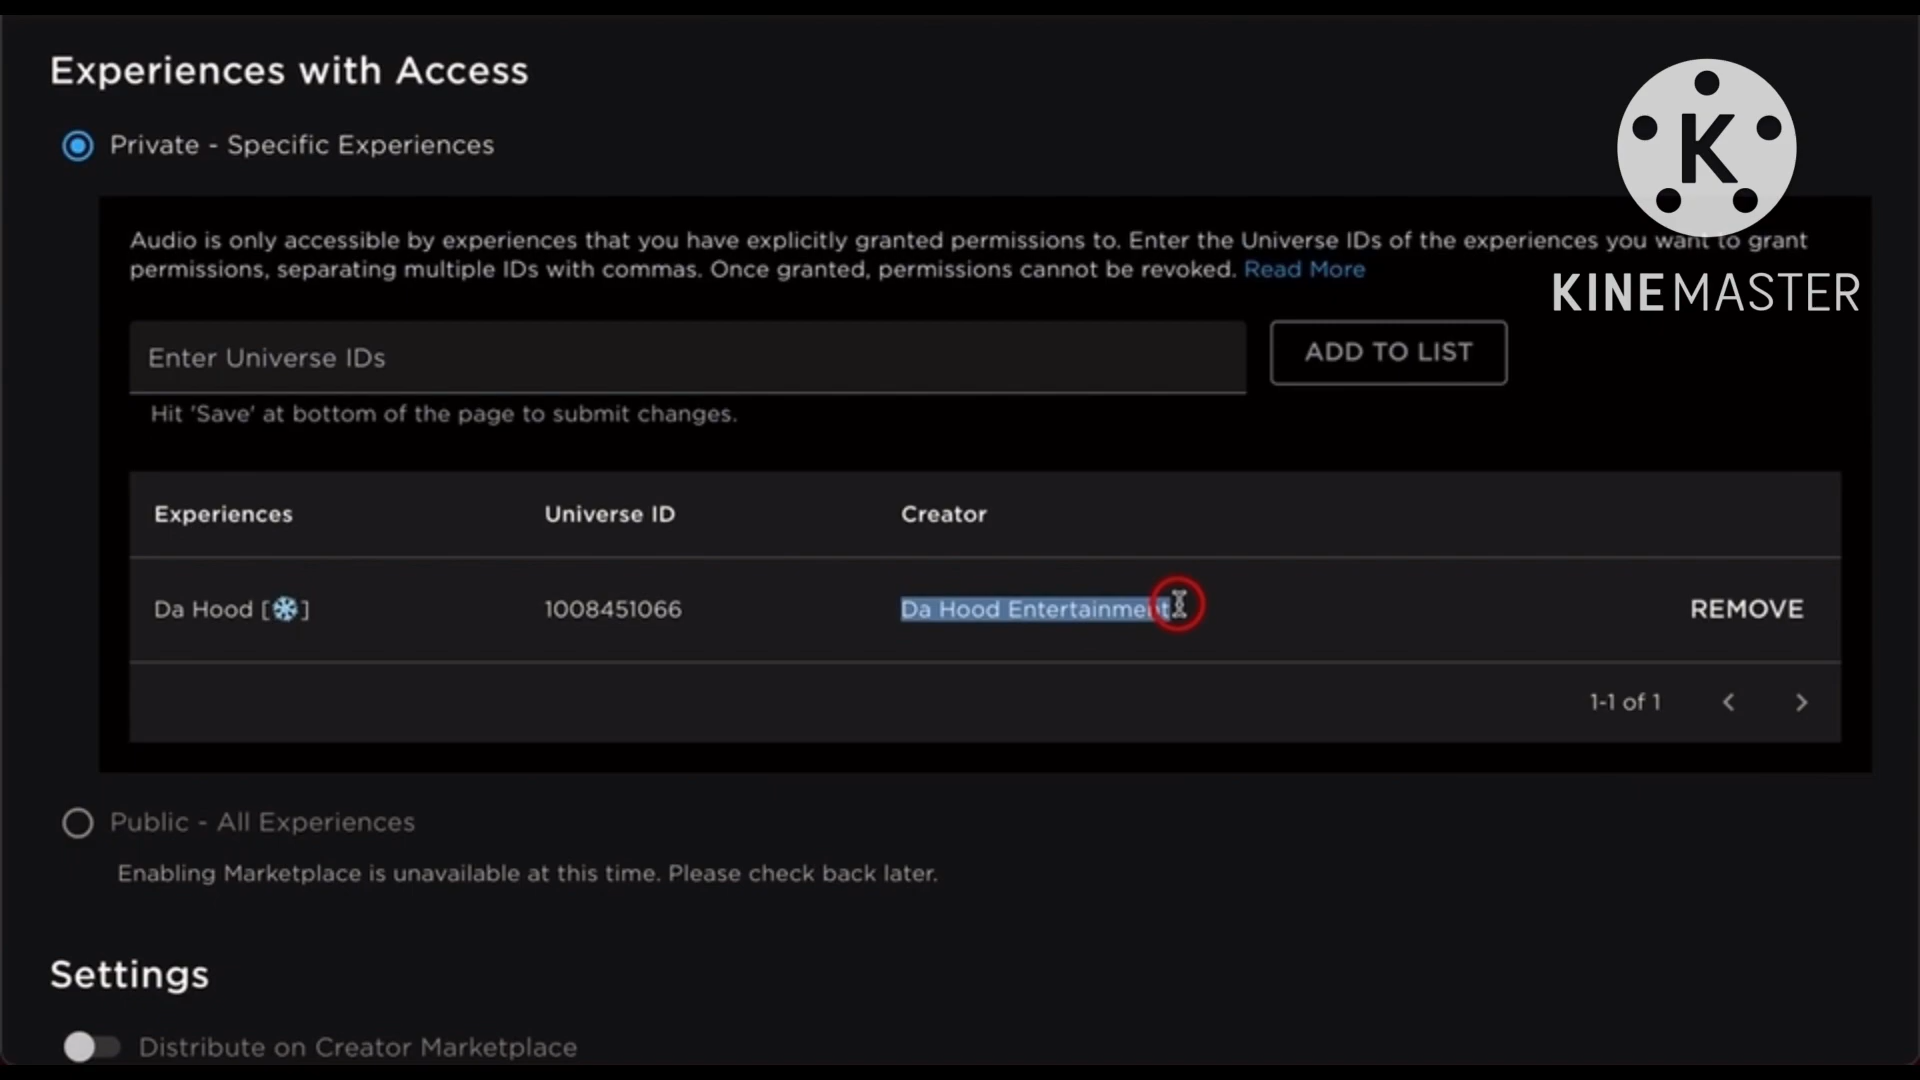 Experiences with Access
Private - Specific Experiences
K
KINEMASTER
Audio is only accessible by experiences that you have explicitly granted permissions to. Enter the Universe IDs of the experiences you want to grant
permissions, separating multiple IDs with commas. Once granted, permissions cannot be revoked. Read More
Enter Universe IDs
ADD TO LIST
Hit 'Save' at bottom of the page to submit changes.
Experiences Universe ID Creator
Da Hood [❄] 1008451066 Da Hood Entertainment REMOVE
1-1 of 1 < >
Public - All Experiences
Enabling Marketplace is unavailable at this time. Please check back later.
Settings
Distribute on Creator Marketplace